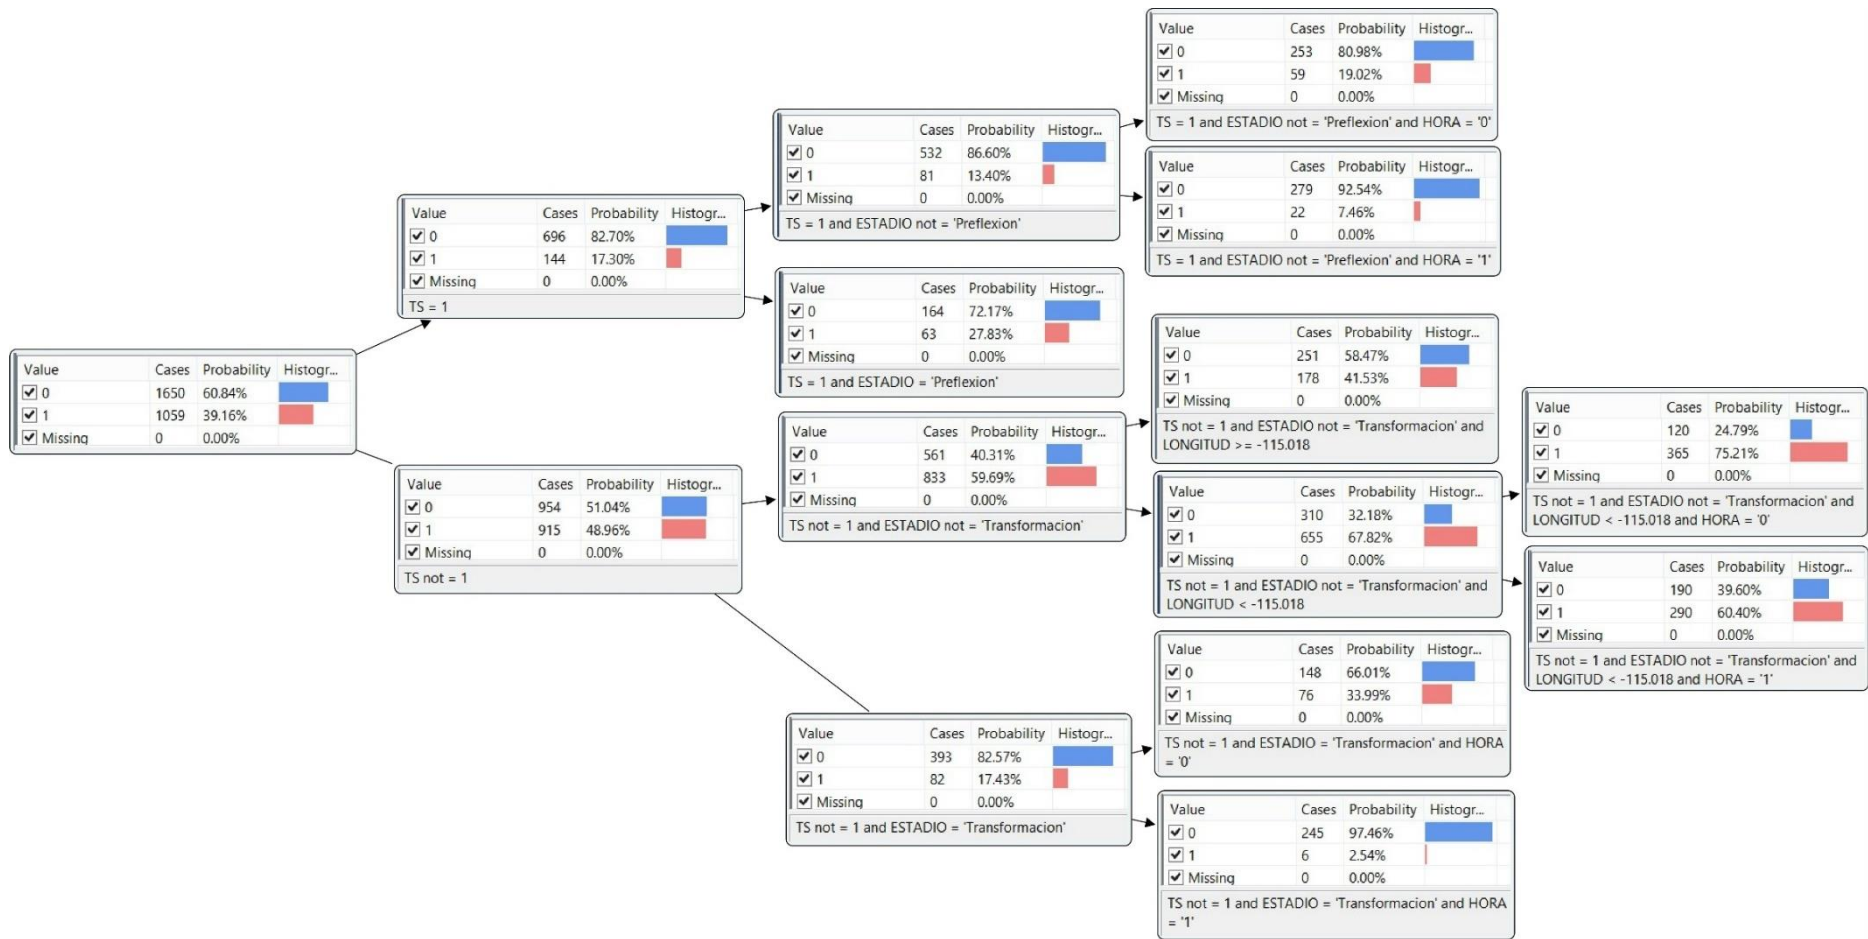 Value Cases Probability Histogr...
0 1650 60.84%
1 1059 39.16%
Missing 0 0.00%
Value Cases Probability Histogr...
0 696 82.70%
1 144 17.30%
Missing 0 0.00%
TS = 1
Value Cases Probability Histogr...
0 954 51.04%
1 915 48.96%
Missing 0 0.00%
TS not = 1
Value Cases Probability Histogr...
0 532 86.60%
1 81 13.40%
Missing 0 0.00%
TS = 1 and ESTADIO not = 'Preflexion'
Value Cases Probability Histogr...
0 164 72.17%
1 63 27.83%
Missing 0 0.00%
TS = 1 and ESTADIO = 'Preflexion'
Value Cases Probability Histogr...
0 561 40.31%
1 833 59.69%
Missing 0 0.00%
TS not = 1 and ESTADIO not = 'Transformacion'
Value Cases Probability Histogr...
0 393 82.57%
1 82 17.43%
Missing 0 0.00%
TS not = 1 and ESTADIO = 'Transformacion'
Value Cases Probability Histogr...
0 253 80.98%
1 59 19.02%
Missing 0 0.00%
TS = 1 and ESTADIO not = 'Preflexion' and HORA = '0'
Value Cases Probability Histogr...
0 279 92.54%
1 22 7.46%
Missing 0 0.00%
TS = 1 and ESTADIO not = 'Preflexion' and HORA = '1'
Value Cases Probability Histogr...
0 251 58.47%
1 178 41.53%
Missing 0 0.00%
TS not = 1 and ESTADIO not = 'Transformacion' and
LONGITUD >= -115.018
Value Cases Probability Histogr...
0 310 32.18%
1 655 67.82%
Missing 0 0.00%
TS not = 1 and ESTADIO not = 'Transformacion' and
LONGITUD < -115.018
Value Cases Probability Histogr...
0 148 66.01%
1 76 33.99%
Missing 0 0.00%
TS not = 1 and ESTADIO = 'Transformacion' and HORA
= '0'
Value Cases Probability Histogr...
0 245 97.46%
1 6 2.54%
Missing 0 0.00%
TS not = 1 and ESTADIO = 'Transformacion' and HORA
= '1'
Value Cases Probability Histogr...
0 120 24.79%
1 365 75.21%
Missing 0 0.00%
TS not = 1 and ESTADIO not = 'Transformacion' and
LONGITUD < -115.018 and HORA = '0'
Value Cases Probability Histogr...
0 190 39.60%
1 290 60.40%
Missing 0 0.00%
TS not = 1 and ESTADIO not = 'Transformacion' and
LONGITUD < -115.018 and HORA = '1'